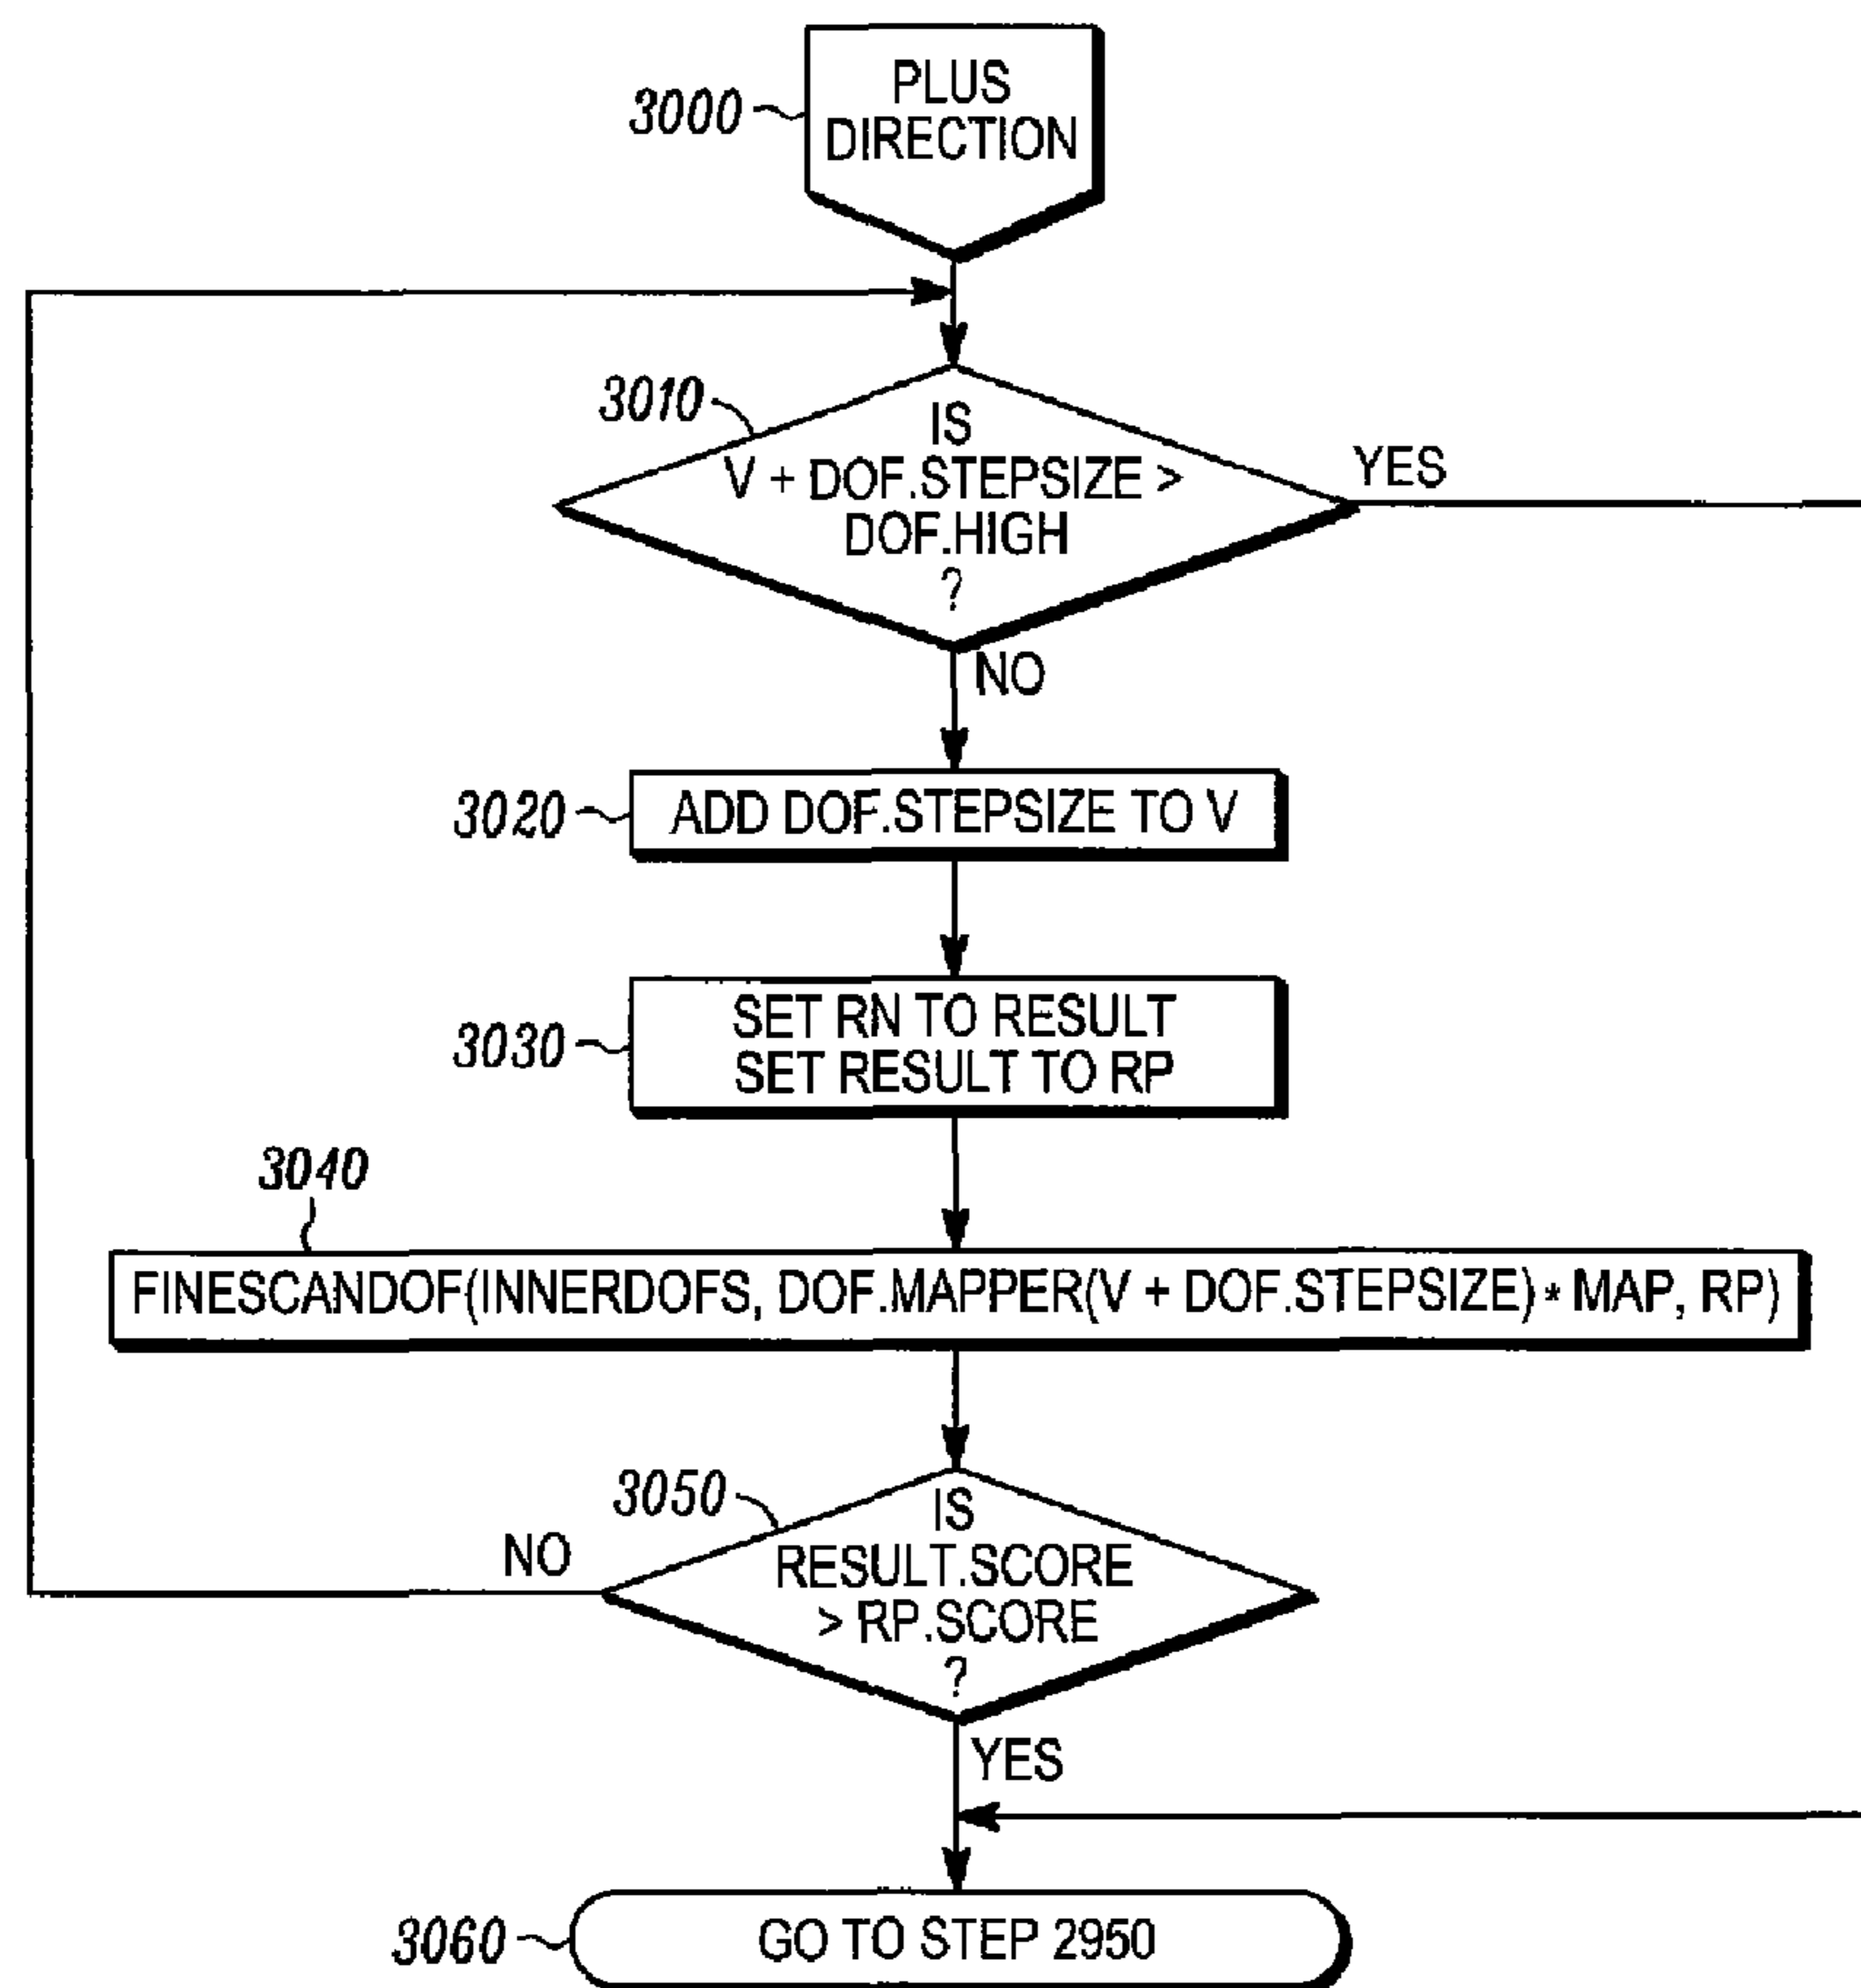 3000
PLUS
DIRECTION
3010
IS
V + DOF.STEPSIZE >
DOF.HIGH
?
YES
NO
3020
ADD DOF.STEPSIZE TO V
3030
SET RN TO RESULT
SET RESULT TO RP
3040
FINESCANDOF(INNERDOFS, DOF.MAPPER(V + DOF.STEPSIZE) * MAP, RP)
3050
IS
RESULT.SCORE
> RP.SCORE
?
NO
YES
3060
GO TO STEP 2950